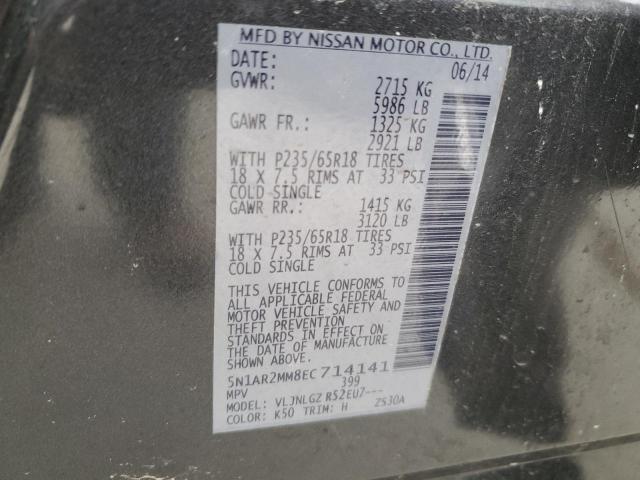 MFD BY NISSAN MOTOR CO., LTD.
DATE: 06/14
GVWR: 2715 KG
5986 LB
GAWR FR.: 1325 KG
2921 LB
WITH P235/65R18 TIRES
18 X 7.5 RIMS AT 33 PSI
COLD SINGLE
GAWR RR.: 1415 KG
3120 LB
WITH P235/65R18 TIRES
18 X 7.5 RIMS AT 33 PSI
COLD SINGLE
THIS VEHICLE CONFORMS TO
ALL APPLICABLE FEDERAL
MOTOR VEHICLE SAFETY AND
THEFT PREVENTION
STANDARDS IN EFFECT ON
THE DATE OF MANUFACTURE
SHOWN ABOVE.
5N1AR2MM8EC714141
MPV 399
MODEL: VLJNLGZ R52EU7---
COLOR: K50 TRIM: H ZS30A